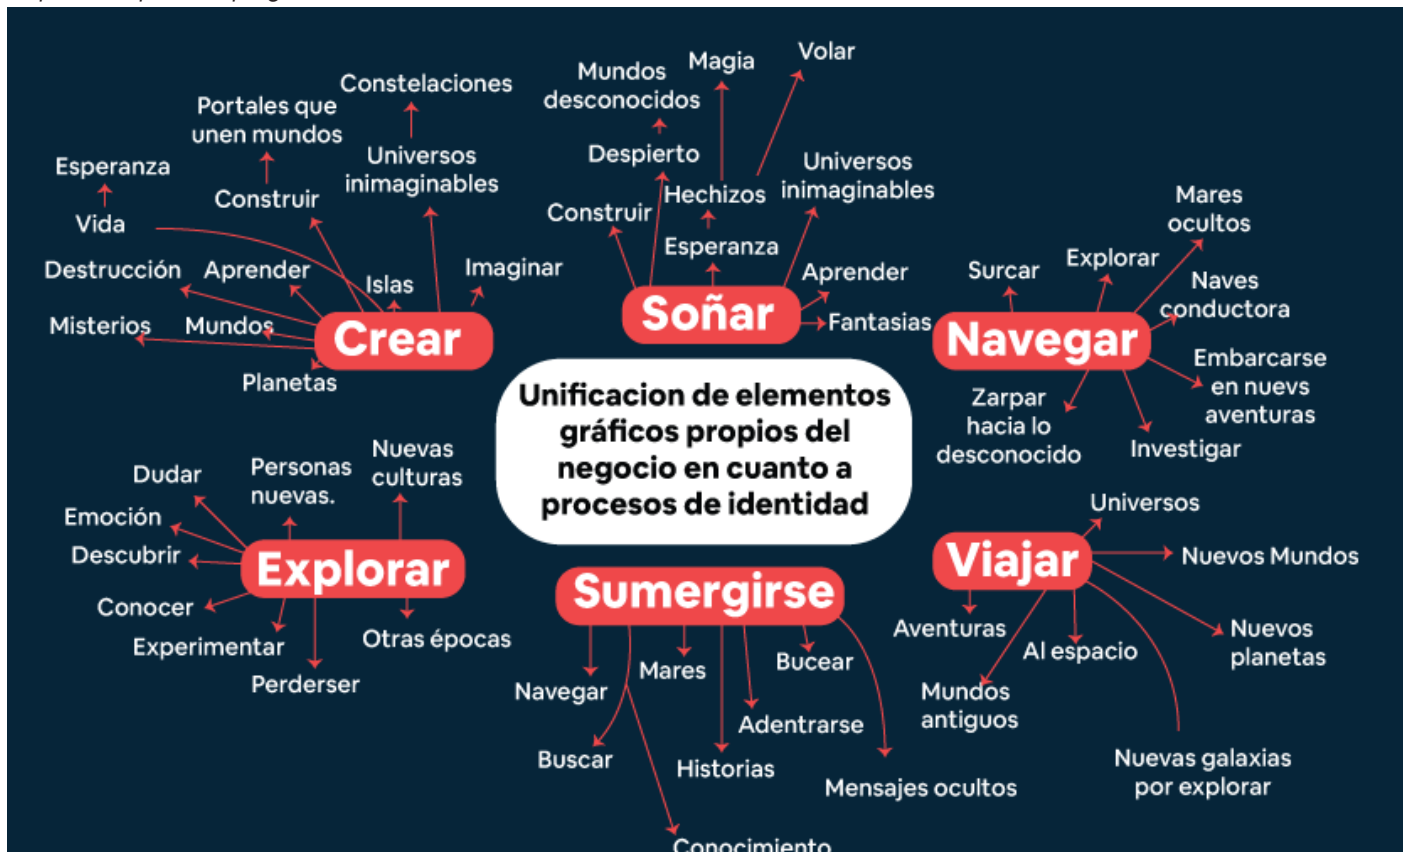 Constelaciones
Portales que
unen mundos
Esperanza
Universos
inimaginables
Construir
Vida
Destrucción
Aprender
Islas
Imaginar
Misterios
Mundos
Crear
Planetas
Mundos
desconocidos
Magia
Volar
Despierto
Universos
inimaginables
Hechizos
Construir
Esperanza
Aprender
Soñar
Fantasias
Mares
ocultos
Surcar
Explorar
Naves
conductora
Navegar
Embarcarse
en nuevs
aventuras
Zarpar
hacia lo
desconocido
Investigar
Unificacion de elementos
gráficos propios del
negocio en cuanto a
procesos de identidad
Dudar
Personas
nuevas.
Nuevas
culturas
Emoción
Descubrir
Explorar
Conocer
Experimentar
Otras épocas
Perderser
Sumergirse
Navegar
Mares
Bucear
Adentrarse
Buscar
Historias
Mensajes ocultos
Conocimiento
Universos
Viajar
Nuevos Mundos
Aventuras
Al espacio
Nuevos
planetas
Mundos
antiguos
Nuevas galaxias
por explorar